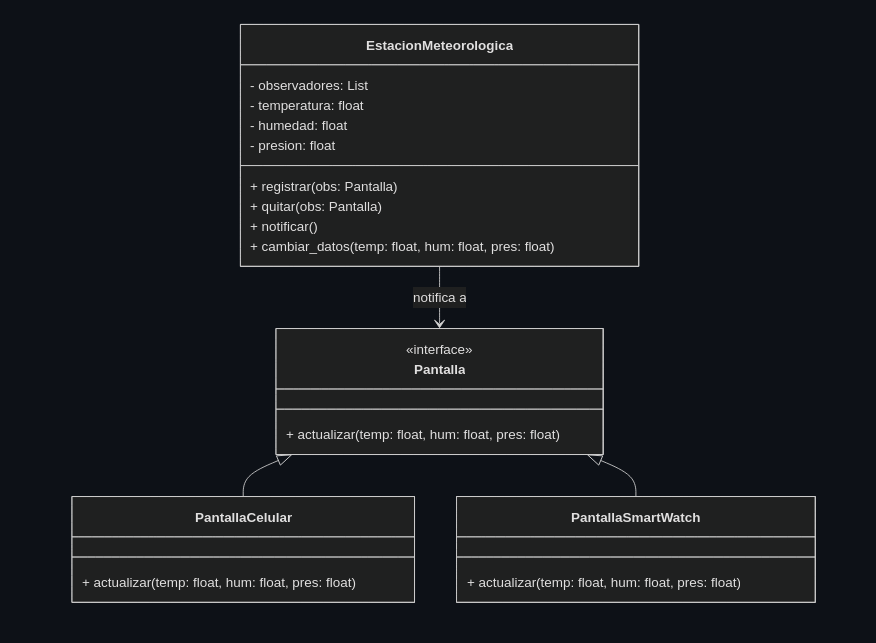 EstacionMeteorologica
- observadores: List
- temperatura: float
- humedad: float
- presion: float
+ registrar(obs: Pantalla)
+ quitar(obs: Pantalla)
+ notificar()
+ cambiar_datos(temp: float, hum: float, pres: float)
notifica a
«interface»
Pantalla
+ actualizar(temp: float, hum: float, pres: float)
PantallaCelular
+ actualizar(temp: float, hum: float, pres: float)
PantallaSmartWatch
+ actualizar(temp: float, hum: float, pres: float)